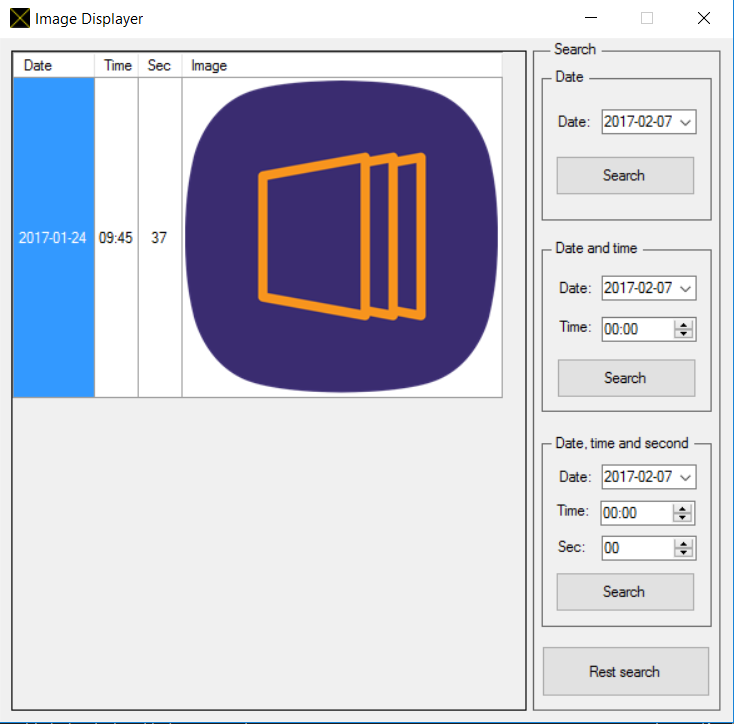 Image Displayer
Date Time Sec Image
2017-01-24 09:45 37
Search
Date
Date: 2017-02-07
Search
Date and time
Date: 2017-02-07
Time: 00:00
Search
Date, time and second
Date: 2017-02-07
Time: 00:00
Sec: 00
Search
Rest search